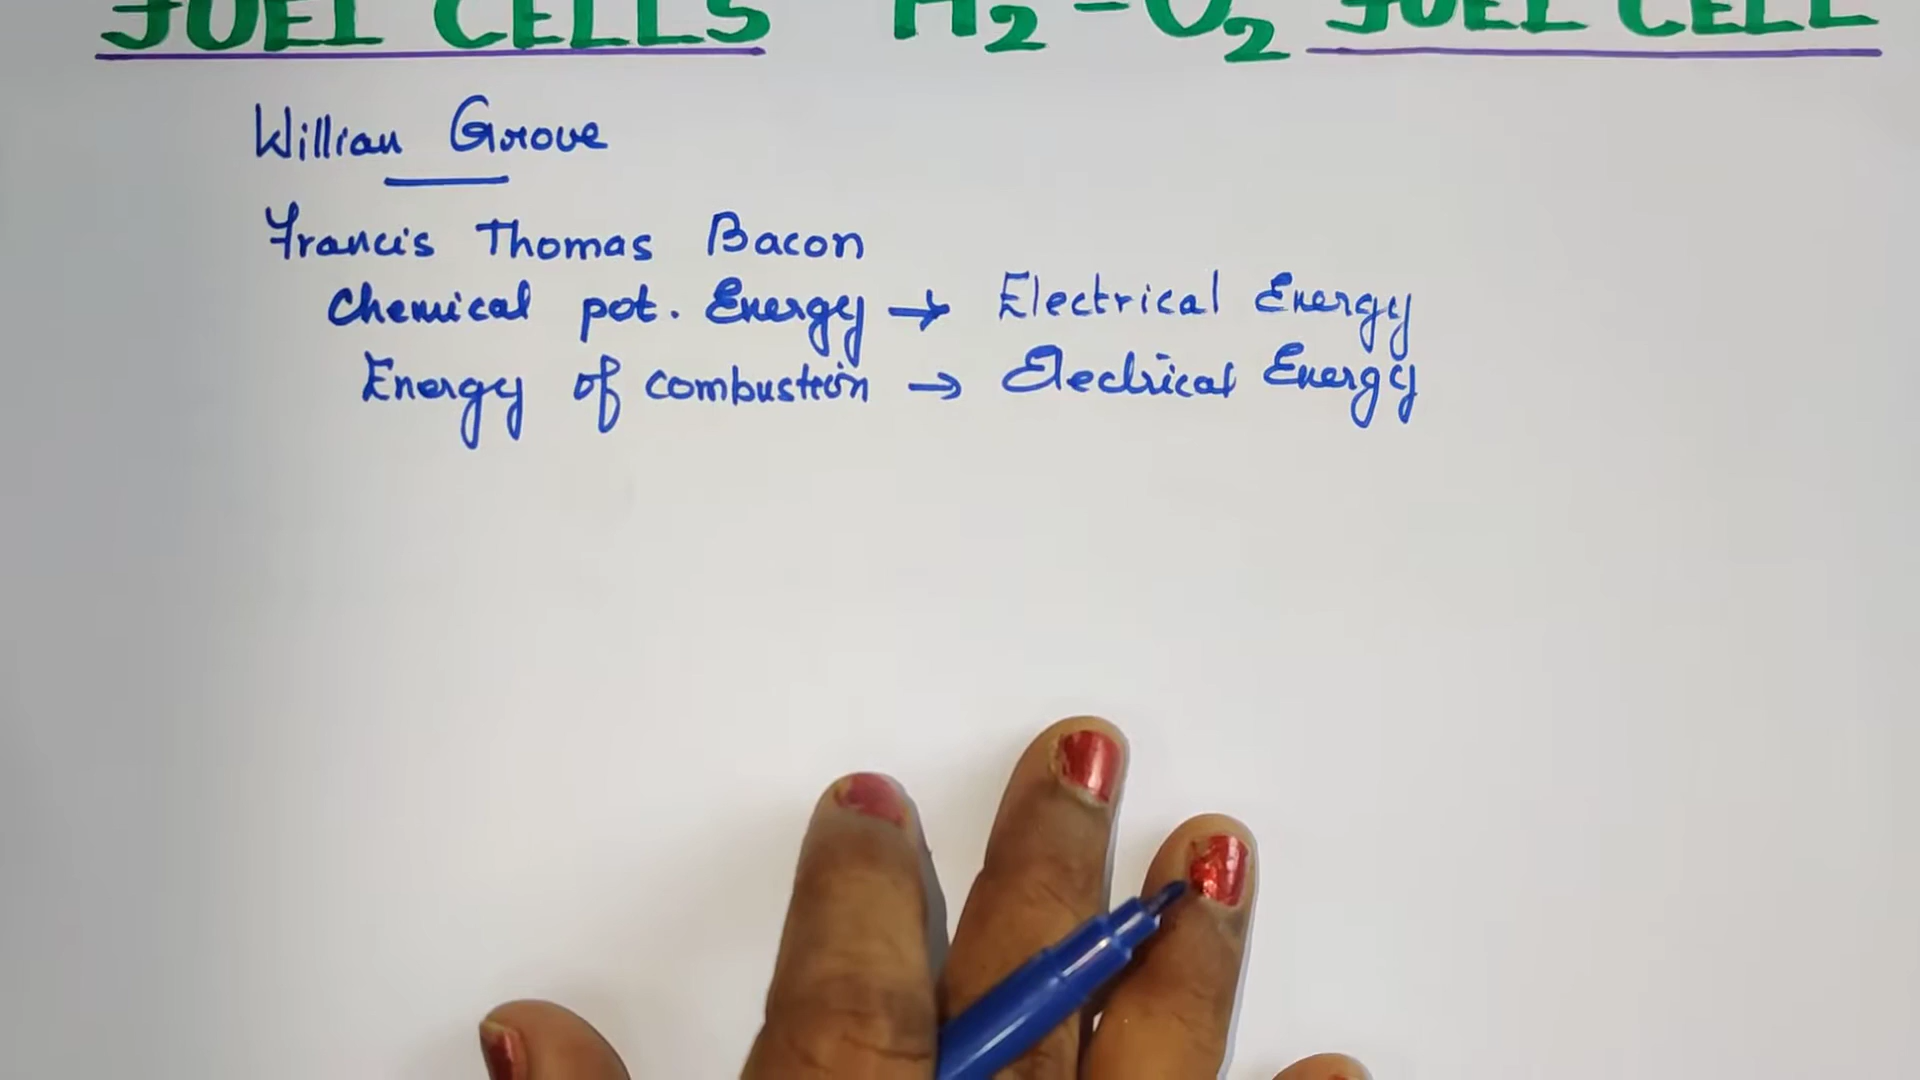 FUEL CELLS H2-O2 FUEL CELL
Willian Grove
Francis Thomas Bacon
Chemical pot. Energy → Electrical Energy
Energy of combustion → Electrical Energy